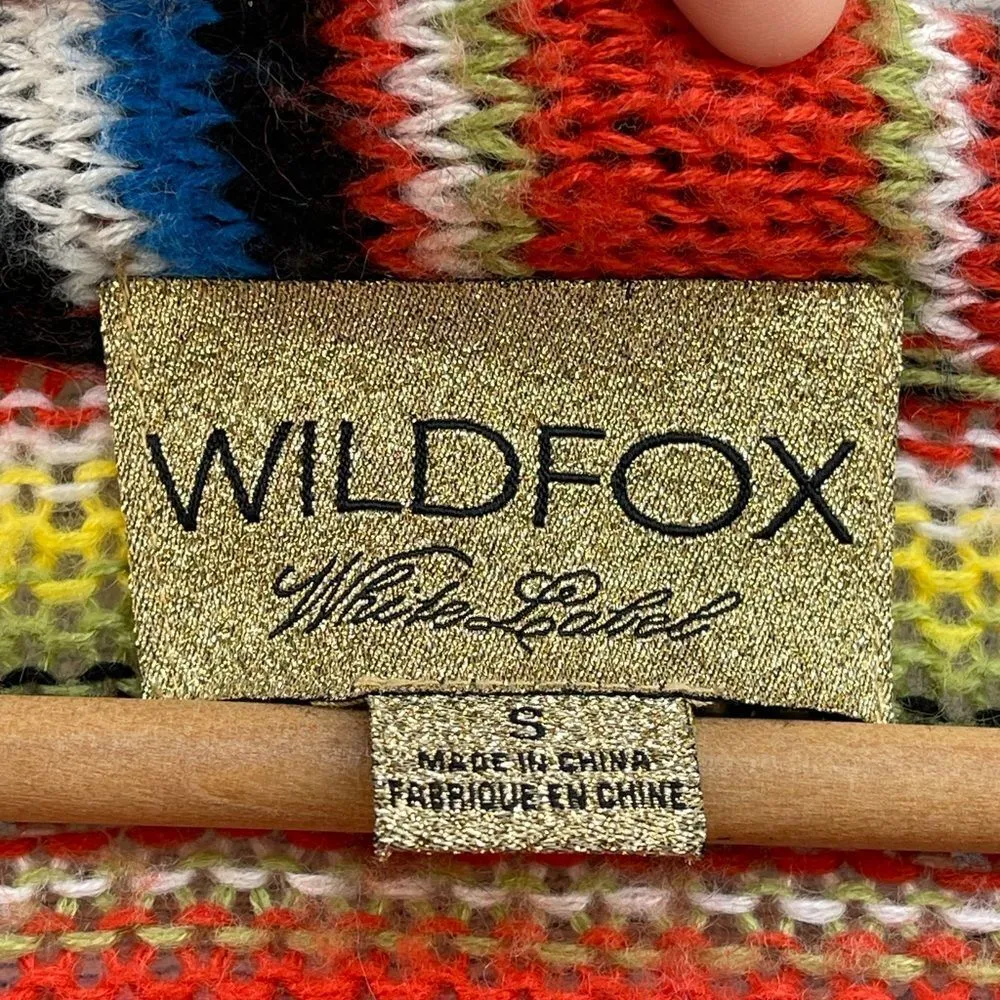 WILDFOX
White Label
S
MADE IN CHINA
FABRIQUE EN CHINE